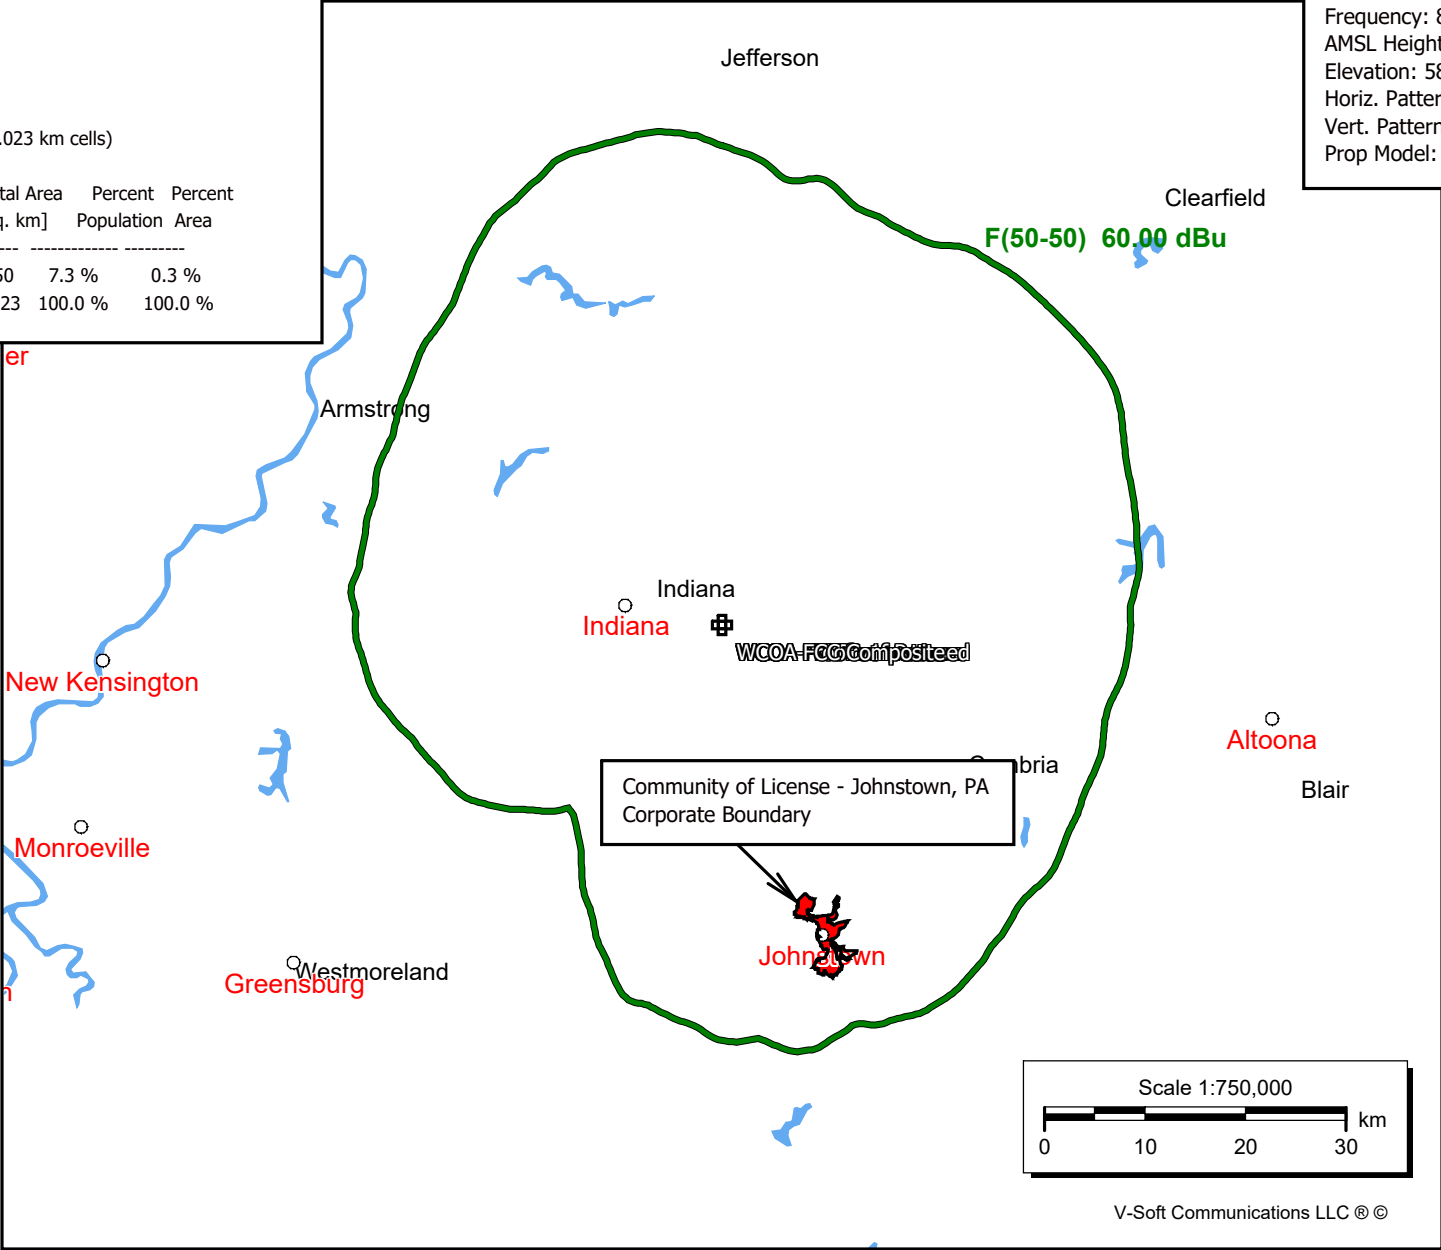 .023 km cells)
tal Area Percent Percent
q. km] Population Area
--- -------------- ---------
50 7.3 % 0.3 %
23 100.0 % 100.0 %
Frequency: 8
AMSL Height
Elevation: 58
Horiz. Patter
Vert. Pattern
Prop Model:
Jefferson
Clearfield
F(50-50) 60.00 dBu
er
Armstrong
Indiana
Indiana
New Kensington
Altoona
mbria
Blair
Community of License - Johnstown, PA
Corporate Boundary
Monroeville
Johnstown
Westmoreland
Greensburg
n
Scale 1:750,000
km
0 10 20 30
V-Soft Communications LLC ® ©